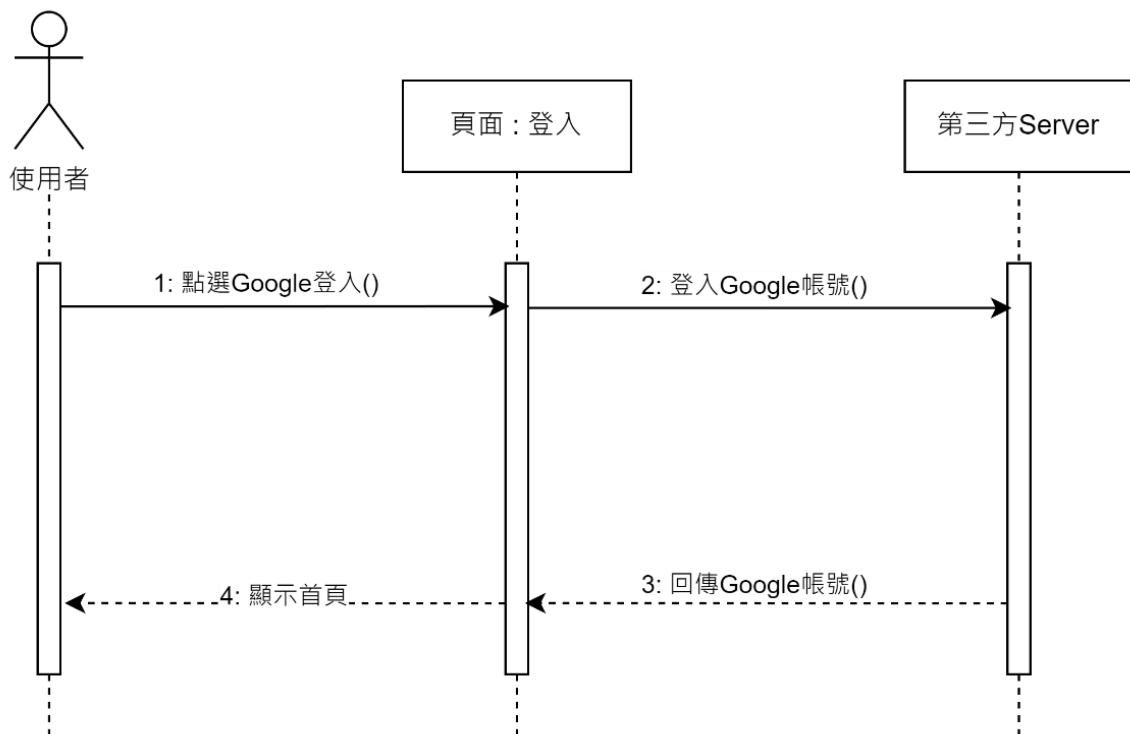 使用者
頁面 : 登入
第三方Server
1: 點選Google登入()
2: 登入Google帳號()
3: 回傳Google帳號()
4: 顯示首頁